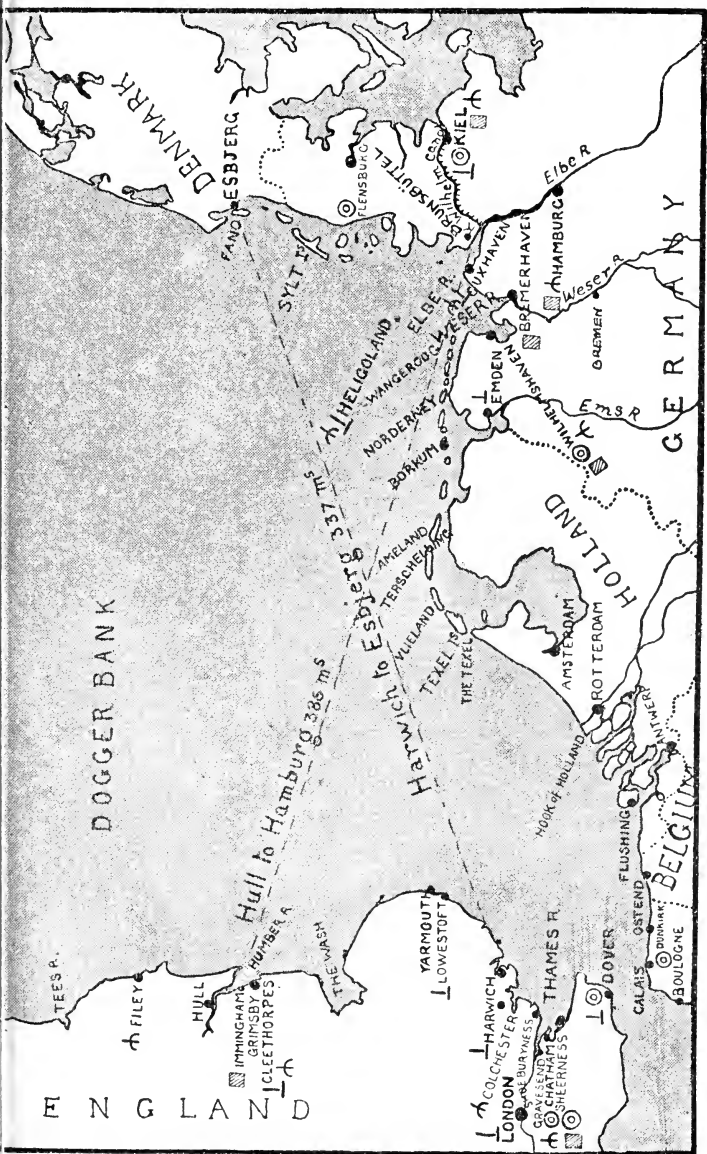 DENMARK
ESBJERG
FANO
SYLT Iˢ
FLENSBURG
KIEL
Wilhelm Canal
BRUNSBÜTTEL
Elbe R
HAMBURG
CUXHAVEN
BREMERHAVEN
Weser R
BREMEN
ELBE R.
WESER R
HELIGOLAND
WANGEROOG
NORDERNEY
BORKUM
EMDEN
WILHELMSHAVEN
Ems R
GERMANY
HOLLAND
AMELAND
TERSCHELLING
VLIELAND
TEXEL IS
THE TEXEL
AMSTERDAM
ROTTERDAM
HOOK OF HOLLAND
ANTWERP
FLUSHING
BELGIUM
OSTEND
DUNKIRK
CALAIS
BOULOGNE
DOGGER BANK
Harwich to Esbjerg 337 ms
Hull to Hamburg 385 ms
TEES R.
FILEY
HULL
HUMBER R
IMMINGHAM
GRIMSBY
CLEETHORPES
THE WASH
YARMOUTH
LOWESTOFT
HARWICH
COLCHESTER
LONDON
SHOEBURYNESS
GRAVESEND
CHATHAM
SHEERNESS
THAMES R.
DOVER
ENGLAND